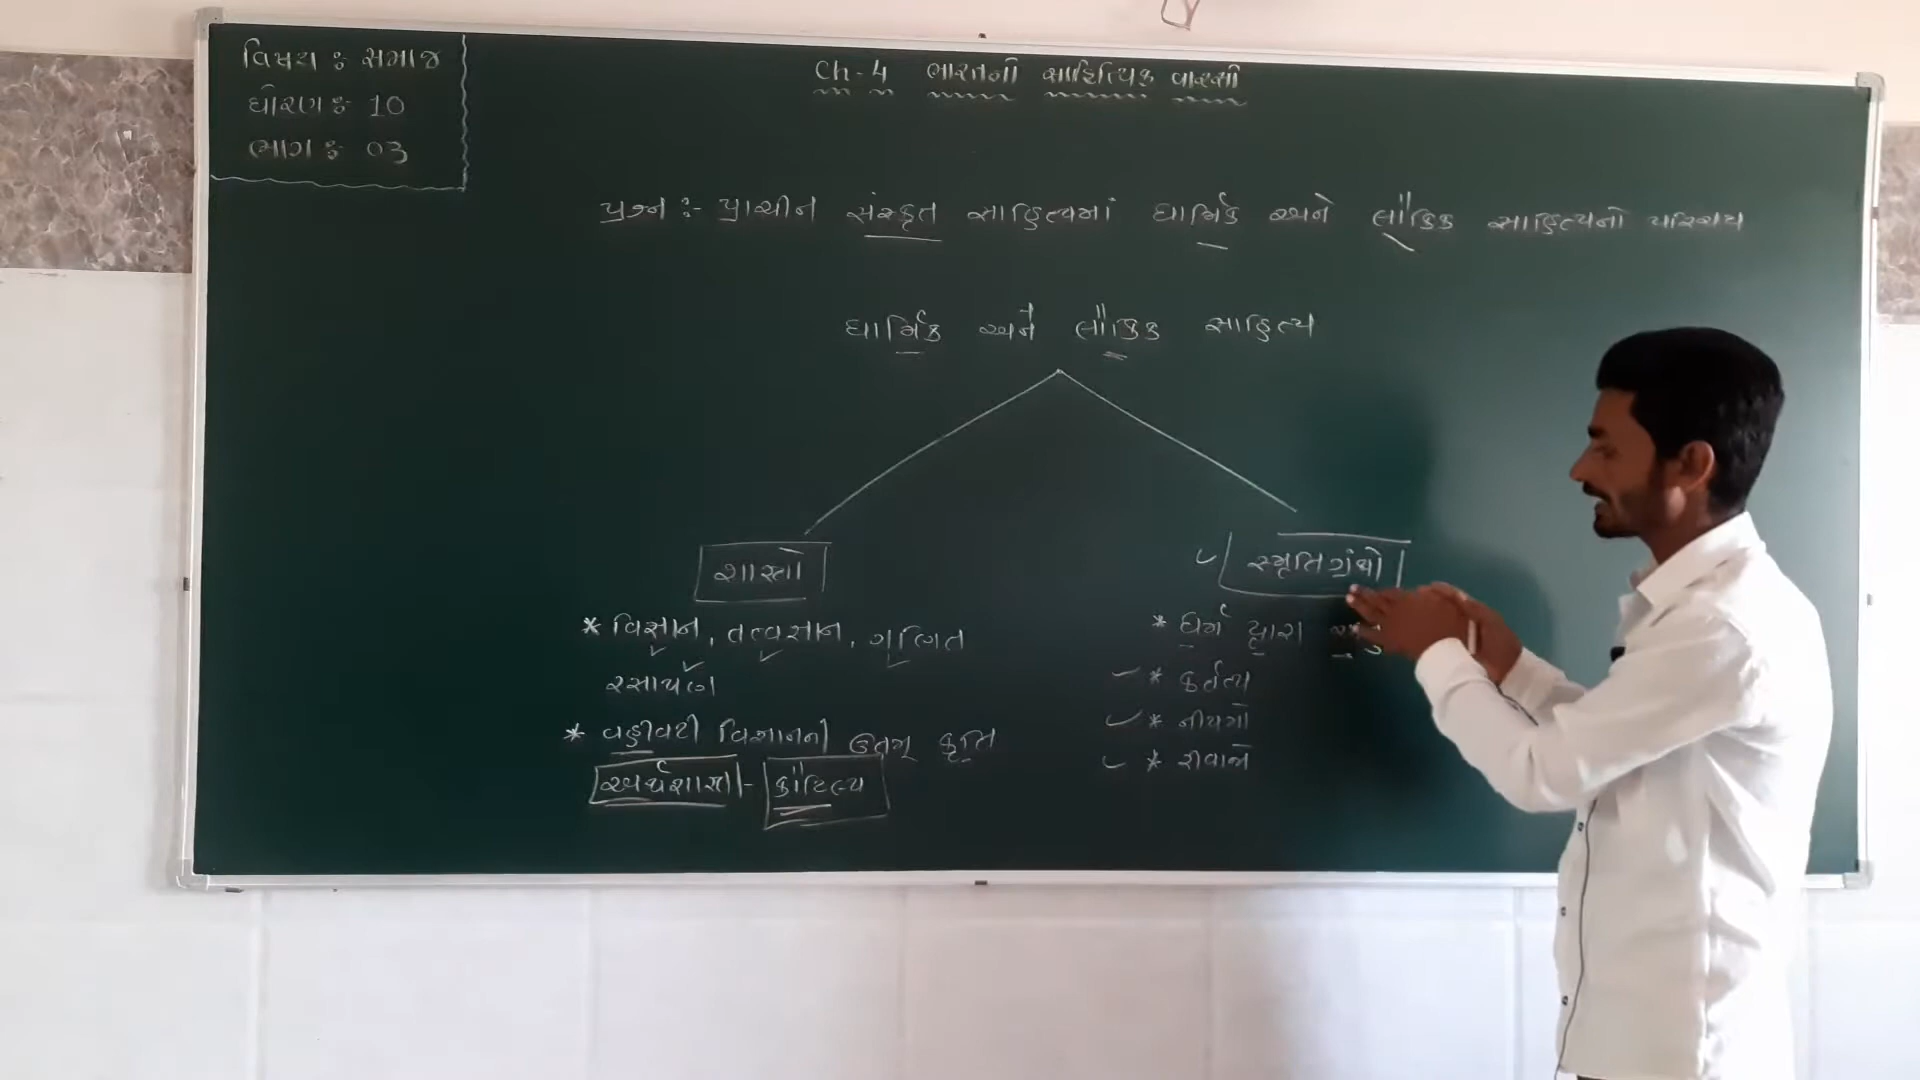 વિષય : સમાજ
ધોરણ : 10
ભાગ : 03
Ch-4 ભારતનો સાહિત્યિક વારસો
પ્રશ્ન :- પ્રાચીન સંસ્કૃત સાહિત્યમાં ધાર્મિક અને લૌકિક સાહિત્યનો પરિચય
ધાર્મિક અને લૌકિક સાહિત્ય
શાસ્ત્રો
* વિજ્ઞાન, તત્વજ્ઞાન, ગણિત
રસાયણ
* વહીવટી વિજ્ઞાનની ઉત્તમ કૃતિ
અર્થશાસ્ત્ર - કૌટિલ્ય
સ્મૃતિગ્રંથો
* ધર્મ દ્વારા
* કર્તવ્ય
* નીયમો
* રીવાજ